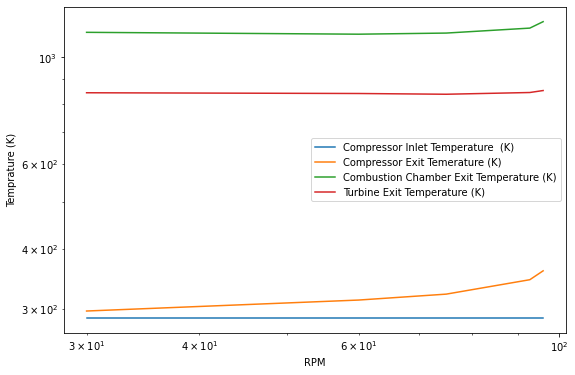 Temprature (K)
10³
6 × 10²
4 × 10²
3 × 10²
Compressor Inlet Temperature  (K)
Compressor Exit Temerature (K)
Combustion Chamber Exit Temperature (K)
Turbine Exit Temperature (K)
3 × 10¹ 4 × 10¹ 6 × 10¹ 10²
RPM